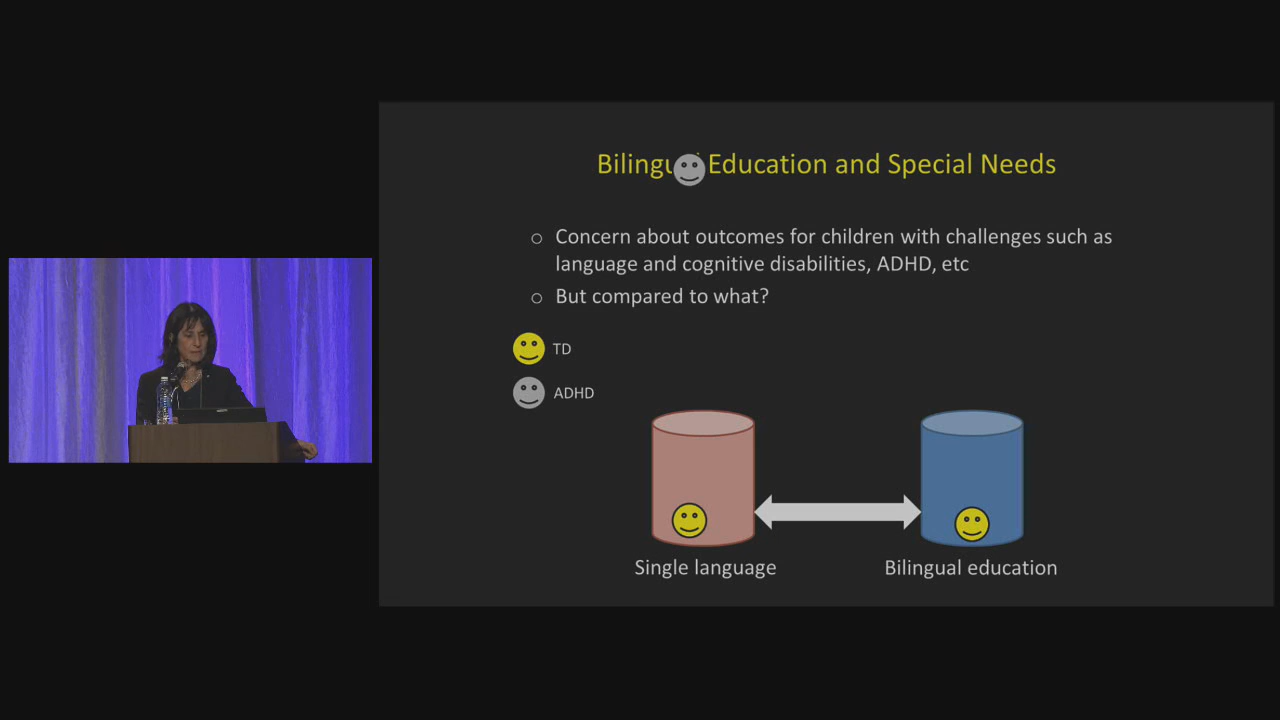 Bilingu Education and Special Needs
Concern about outcomes for children with challenges such as
language and cognitive disabilities, ADHD, etc
But compared to what?
TD
ADHD
Single language
Bilingual education